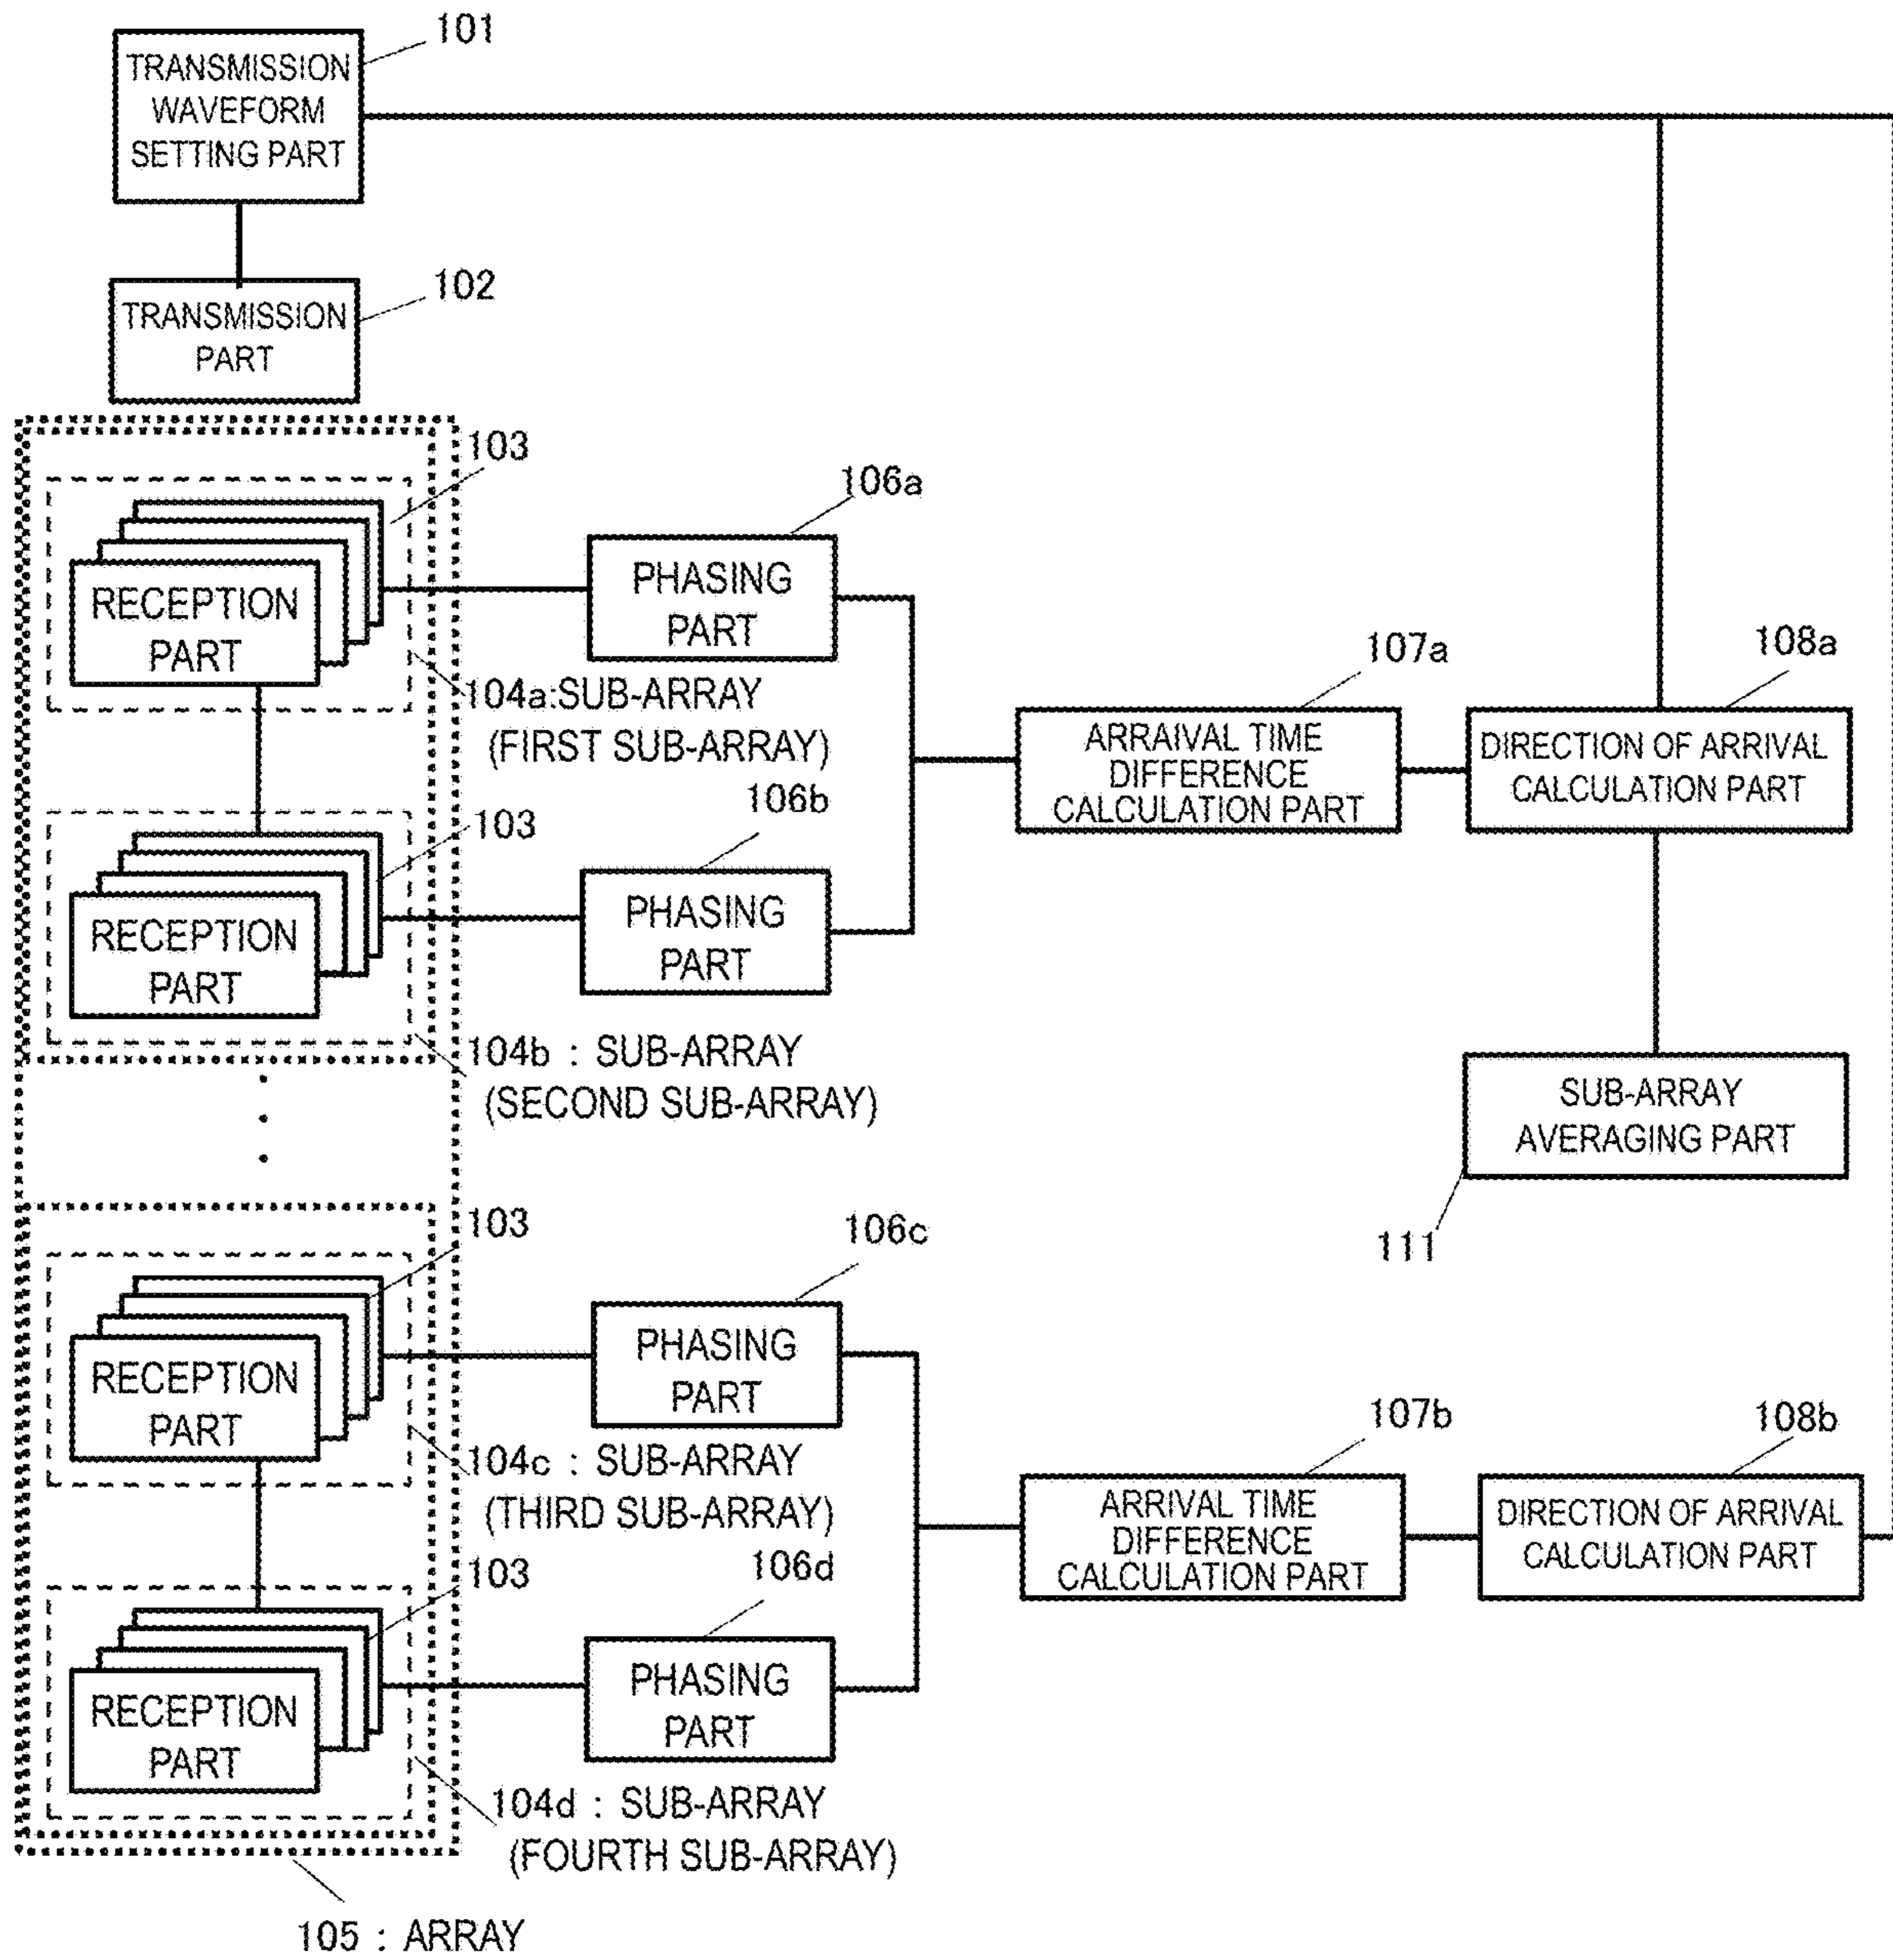 101
TRANSMISSION
WAVEFORM
SETTING PART
102
TRANSMISSION
PART
103
RECEPTION
PART
106a
PHASING
PART
104a:SUB-ARRAY
(FIRST SUB-ARRAY)
107a
ARRAIVAL TIME
DIFFERENCE
CALCULATION PART
108a
DIRECTION OF ARRIVAL
CALCULATION PART
103
RECEPTION
PART
106b
PHASING
PART
104b : SUB-ARRAY
(SECOND SUB-ARRAY)
SUB-ARRAY
AVERAGING PART
111
103
RECEPTION
PART
106c
PHASING
PART
104c : SUB-ARRAY
(THIRD SUB-ARRAY)
107b
ARRIVAL TIME
DIFFERENCE
CALCULATION PART
108b
DIRECTION OF ARRIVAL
CALCULATION PART
103
RECEPTION
PART
106d
PHASING
PART
104d : SUB-ARRAY
(FOURTH SUB-ARRAY)
105 : ARRAY